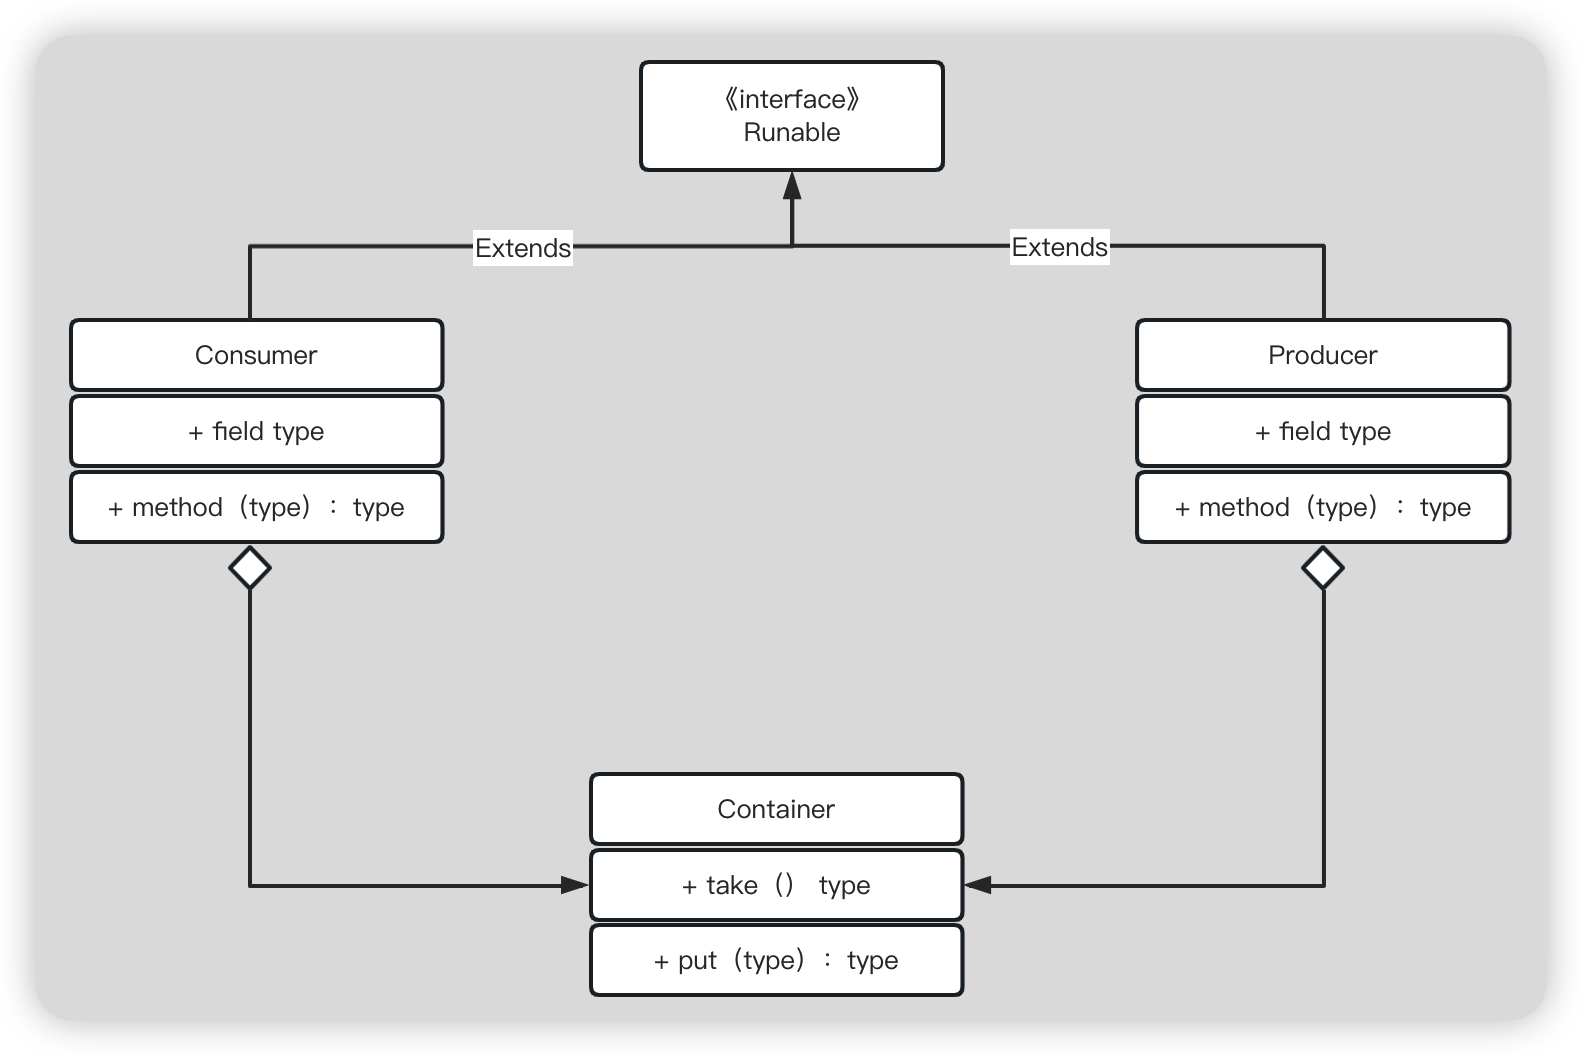 《interface》
Runable
Extends
Extends
Consumer
+ field type
+ method（type）： type
Producer
+ field type
+ method（type）： type
Container
+ take（） type
+ put（type）： type